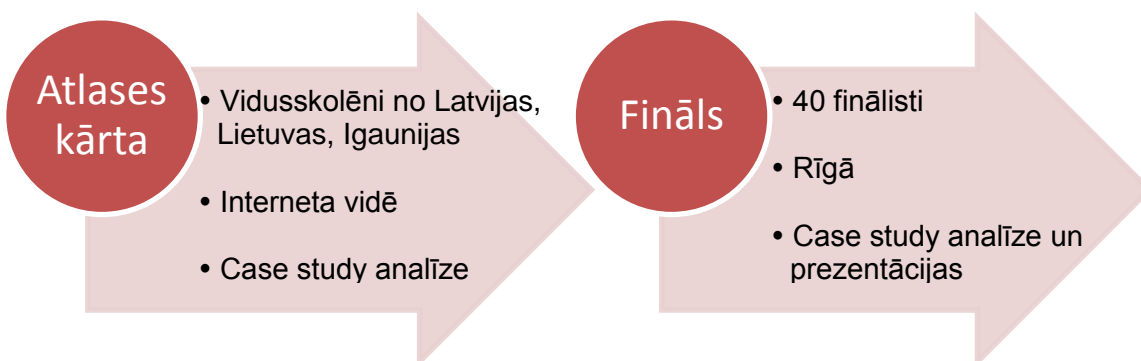 Atlases
kārta
• Vidusskolēni no Latvijas,
Lietuvas, Igaunijas
• Interneta vidē
• Case study analīze
Fināls
• 40 finālisti
• Rīgā
• Case study analīze un
prezentācijas